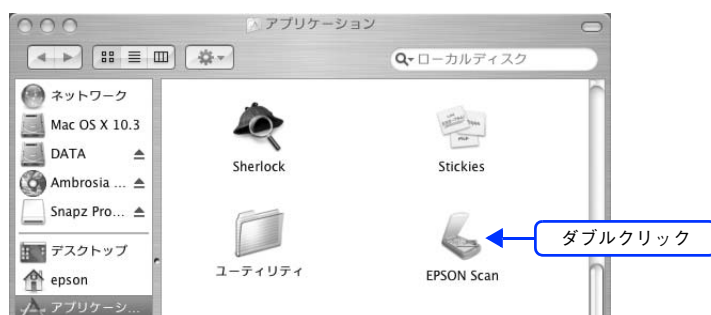 アプリケーション
ローカルディスク
ネットワーク
Mac OS X 10.3
DATA
Ambrosia ...
Snapz Pro...
デスクトップ
epson
アプリケーシ...
Sherlock
Stickies
ユーティリティ
EPSON Scan
ダブルクリック